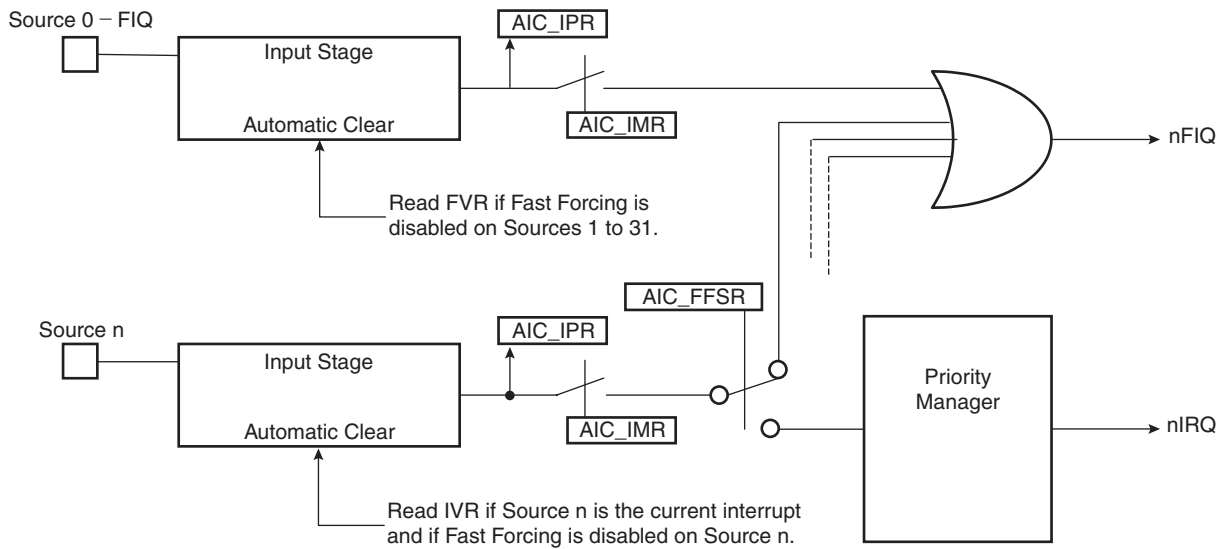 Source 0 – FIQ
AIC_IPR
Input Stage
Automatic Clear
AIC_IMR
nFIQ
Read FVR if Fast Forcing is
disabled on Sources 1 to 31.
AIC_FFSR
Source n
AIC_IPR
Input Stage
Priority
Manager
Automatic Clear
AIC_IMR
nIRQ
Read IVR if Source n is the current interrupt
and if Fast Forcing is disabled on Source n.